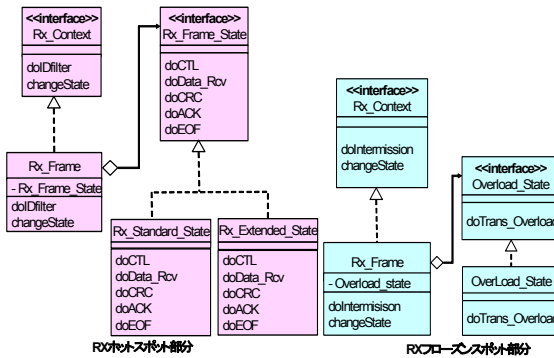 <<interface>>
Rx_Context
doIDfilter
changeState
<<interface>>
Rx_Frame_State
doCTL
doData_Rcv
doCRC
doACK
doEOF
Rx_Frame
- Rx_Frame_State
doIDfilter
changeState
Rx_Standard_State
doCTL
doData_Rcv
doCRC
doACK
doEOF
Rx_Extended_State
doCTL
doData_Rcv
doCRC
doACK
doEOF
RXホットスポット部分
<<interface>>
Rx_Context
doIntermission
changeState
<<interface>>
Overload_State
doTrans_Overload
Rx_Frame
- Overload_state
doIntermisison
changeState
OverLoad_State
doTrans_Overload
RXフローズンスポット部分